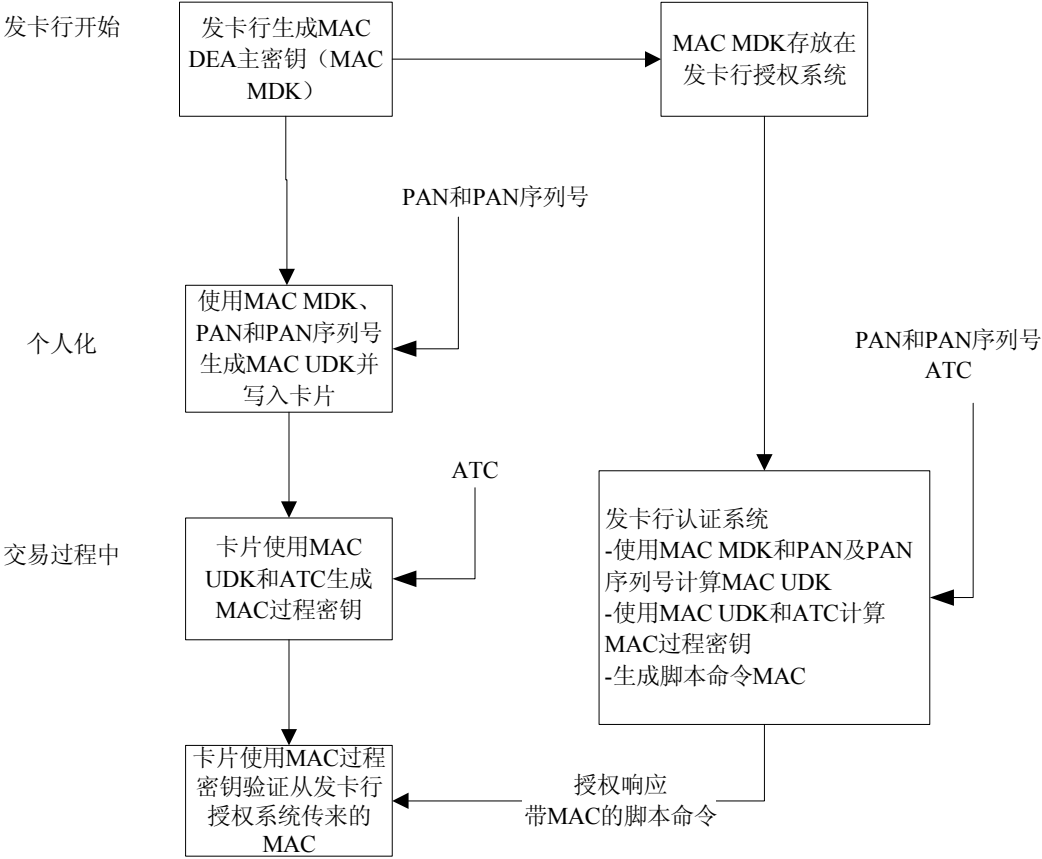 发卡行开始
发卡行生成MAC
DEA主密钥（MAC
MDK）
MAC MDK存放在
发卡行授权系统
PAN和PAN序列号
个人化
使用MAC MDK、
PAN和PAN序列号
生成MAC UDK并
写入卡片
PAN和PAN序列号
ATC
ATC
交易过程中
卡片使用MAC
UDK和ATC生成
MAC过程密钥
发卡行认证系统
-使用MAC MDK和PAN及PAN
序列号计算MAC UDK
-使用MAC UDK和ATC计算
MAC过程密钥
-生成脚本命令MAC
卡片使用MAC过程
密钥验证从发卡行
授权系统传来的
MAC
授权响应
带MAC的脚本命令